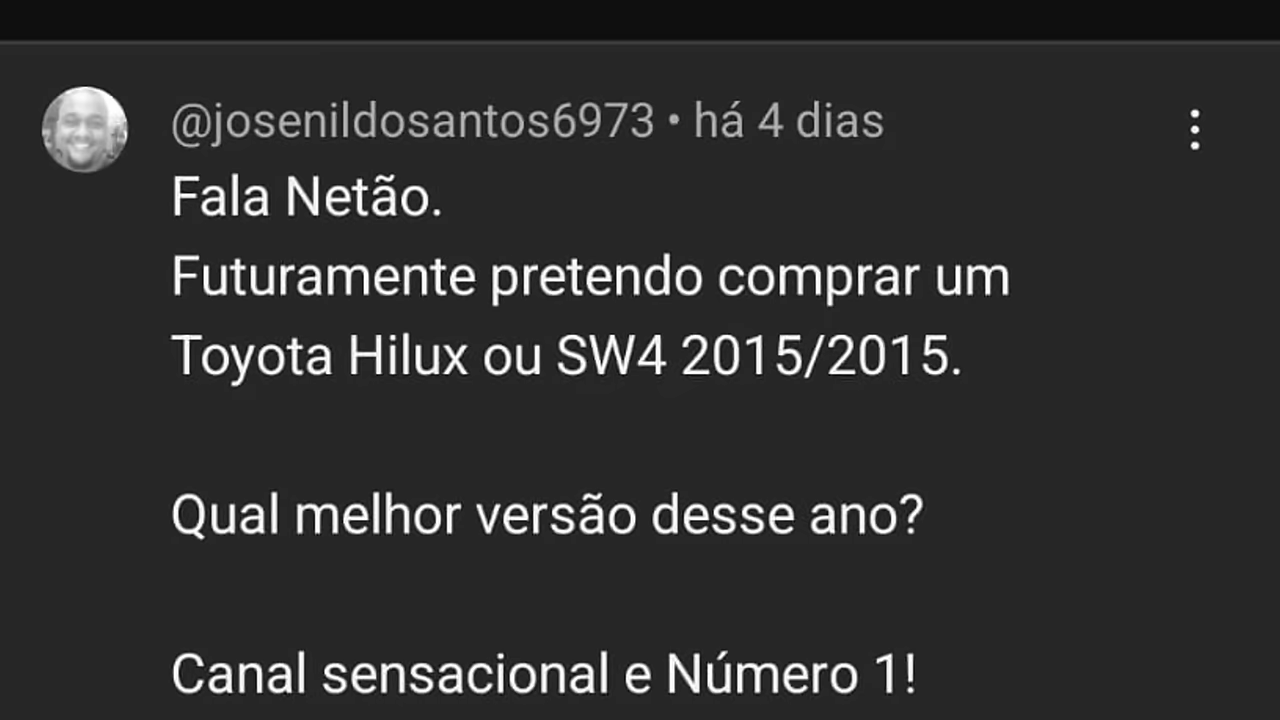 @josenildosantos6973 • há 4 dias
Fala Netão.
Futuramente pretendo comprar um
Toyota Hilux ou SW4 2015/2015.
Qual melhor versão desse ano?
Canal sensacional e Número 1!